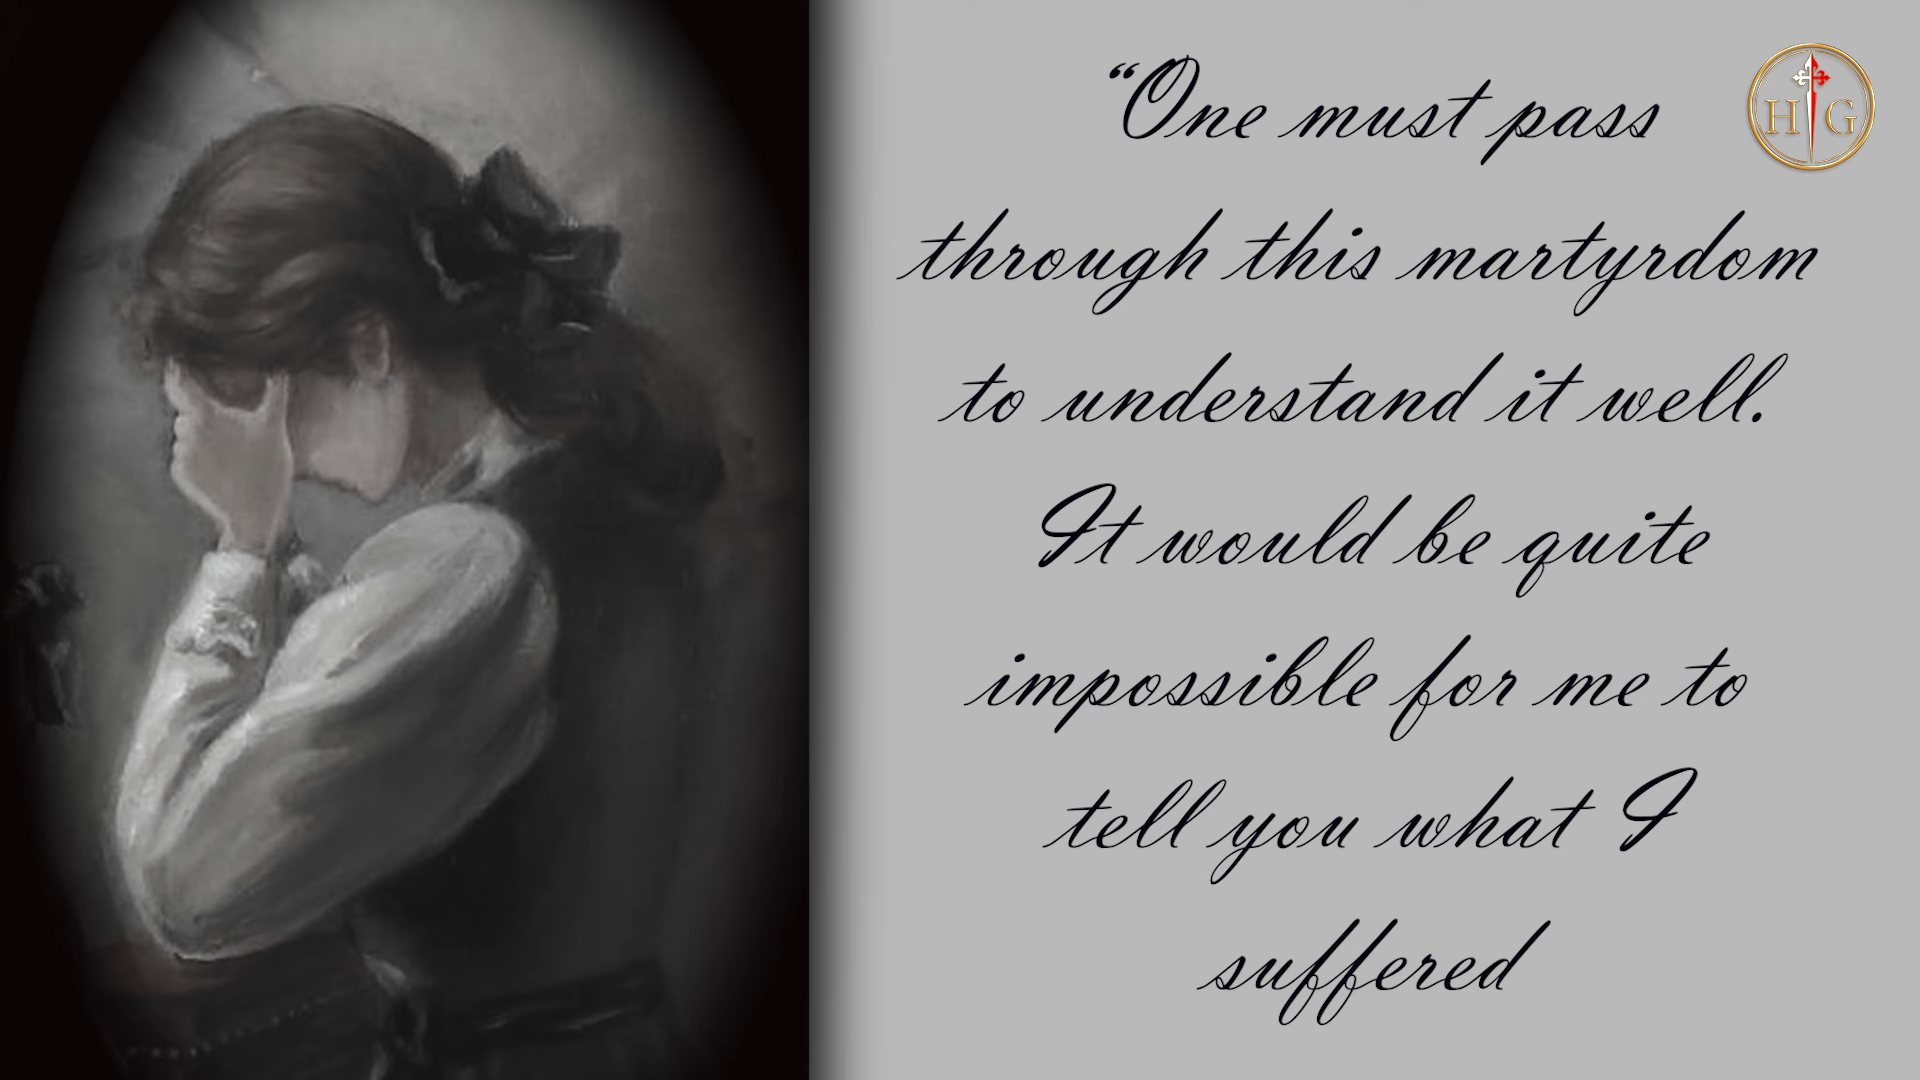 “One must pass
through this martyrdom
to understand it well.
It would be quite
impossible for me to
tell you what I
suffered
H G